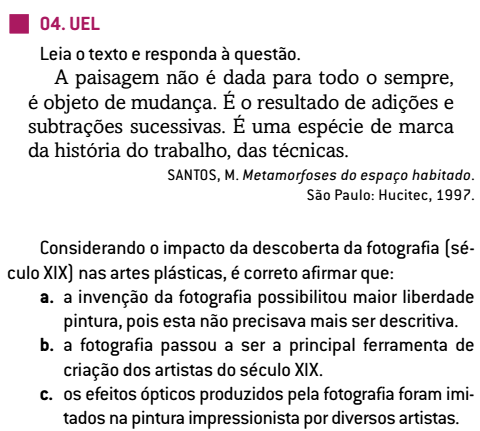 04. UEL
Leia o texto e responda à questão.
A paisagem não é dada para todo o sempre,
é objeto de mudança. É o resultado de adições e
subtrações sucessivas. É uma espécie de marca
da história do trabalho, das técnicas.
SANTOS, M. Metamorfoses do espaço habitado.
São Paulo: Hucitec, 1997.
Considerando o impacto da descoberta da fotografia (sé-
culo XIX) nas artes plásticas, é correto afirmar que:
a. a invenção da fotografia possibilitou maior liberdade
pintura, pois esta não precisava mais ser descritiva.
b. a fotografia passou a ser a principal ferramenta de
criação dos artistas do século XIX.
c. os efeitos ópticos produzidos pela fotografia foram imi-
tados na pintura impressionista por diversos artistas.